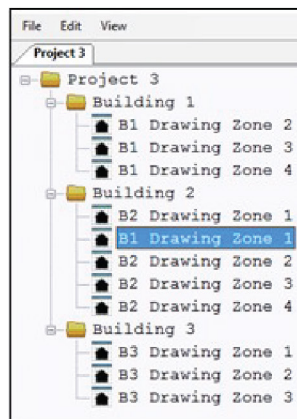 File Edit View
Project 3
Project 3
Building 1
B1 Drawing Zone 2
B1 Drawing Zone 3
B1 Drawing Zone 4
Building 2
B2 Drawing Zone 1
B1 Drawing Zone 1
B2 Drawing Zone 2
B2 Drawing Zone 3
B2 Drawing Zone 4
Building 3
B3 Drawing Zone 1
B3 Drawing Zone 2
B3 Drawing Zone 3